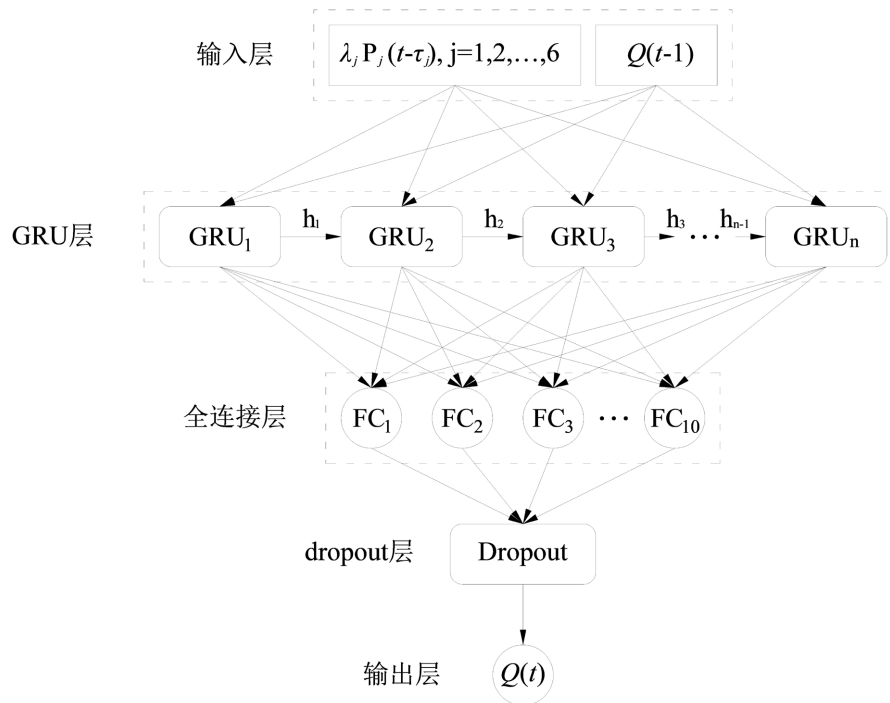 输入层 λⱼPⱼ(t-τⱼ), j=1,2,…,6 Q(t-1)
GRU层 GRU₁ h₁ GRU₂ h₂ GRU₃ h₃ … hₙ₋₁ GRUₙ
全连接层 FC₁ FC₂ FC₃ … FC₁₀
dropout层 Dropout
输出层 Q(t)